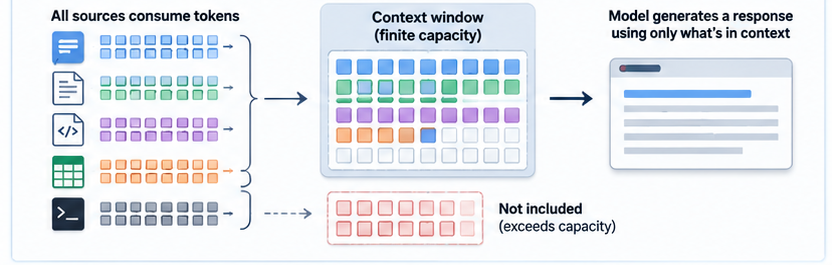 All sources consume tokens
Context window
(finite capacity)
Model generates a response
using only what's in context
</>
>_
Not included
(exceeds capacity)